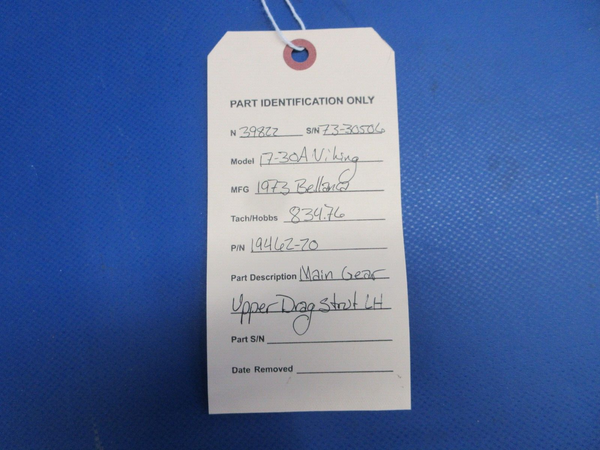 PART IDENTIFICATION ONLY
N 39822 S/N 73-30506
Model 17-30A Viking
MFG 1973 Bellanca
Tach/Hobbs 834.76
P/N 19462-20
Part Description Main Gear
Upper Drag Strut LH
Part S/N
Date Removed